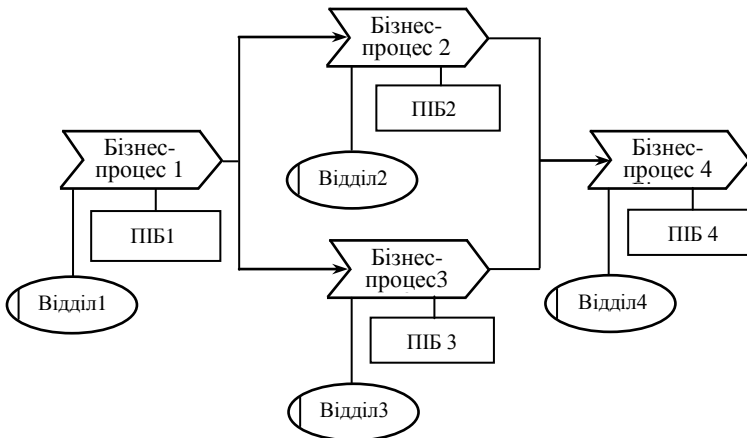 Бізнес-
процес 2
ПІБ2
Відділ2
Бізнес-
процес 1
ПІБ1
Відділ1
Бізнес-
процес3
ПІБ 3
Відділ3
Бізнес-
процес 4
ПІБ 4
Відділ4